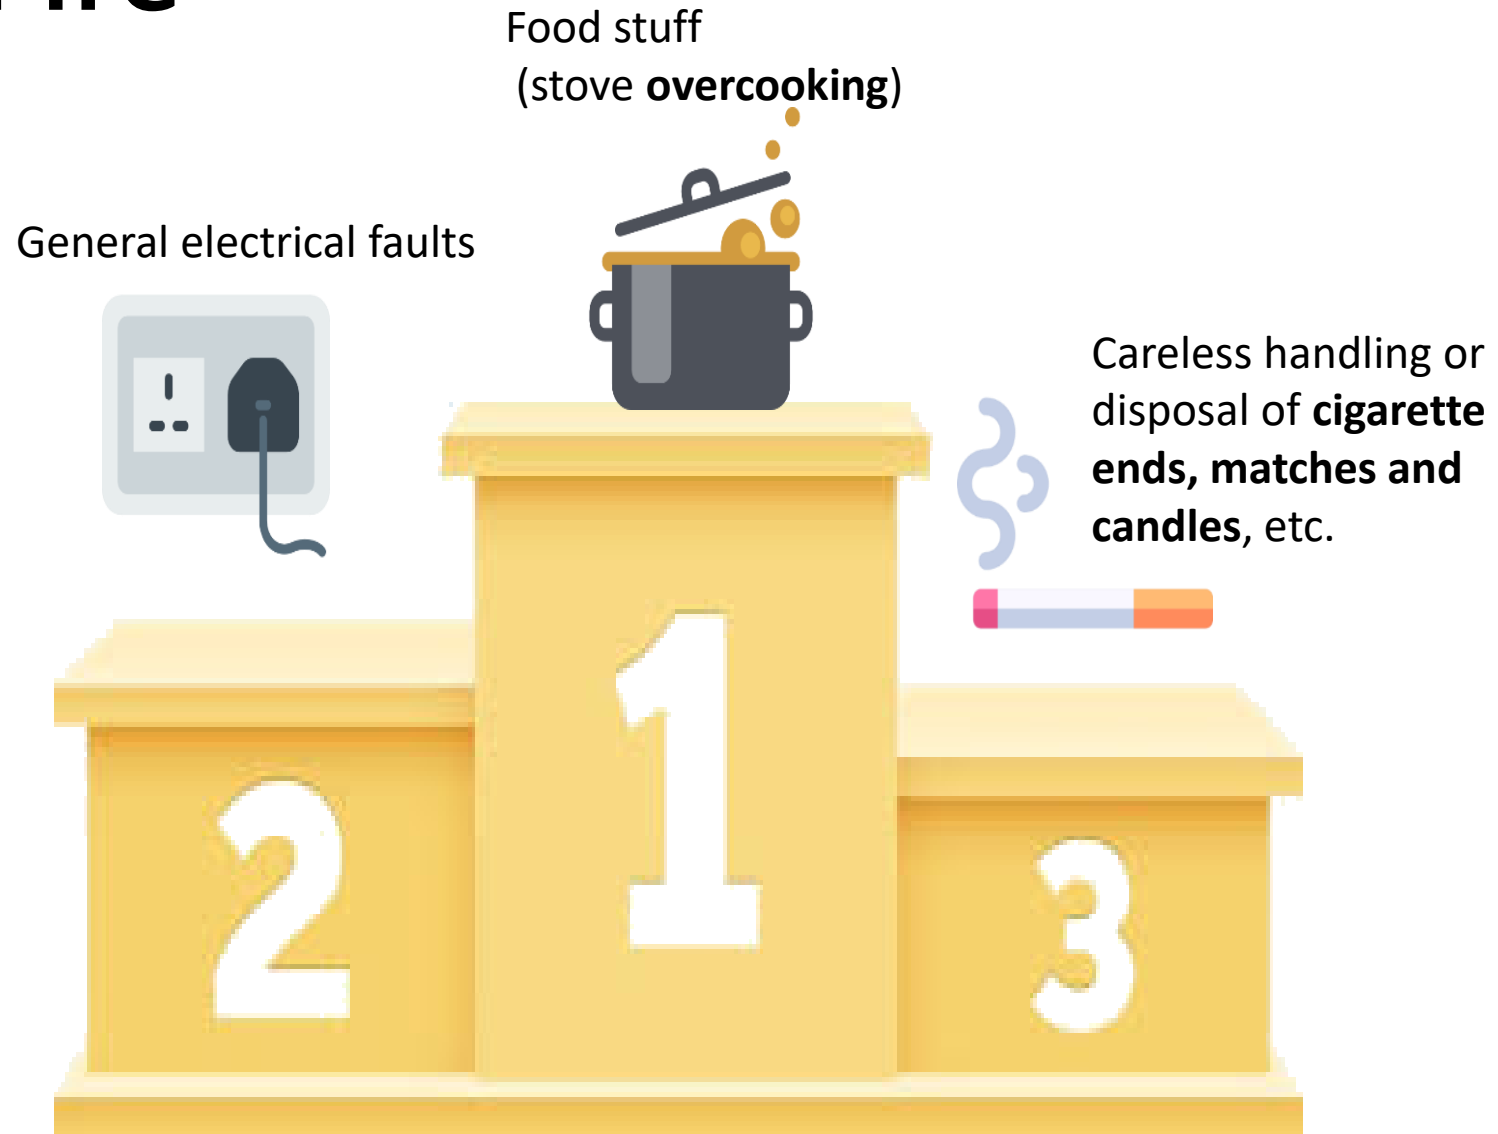 Food stuff
(stove overcooking)
General electrical faults
Careless handling or
disposal of cigarette
ends, matches and
candles, etc.
2
1
3